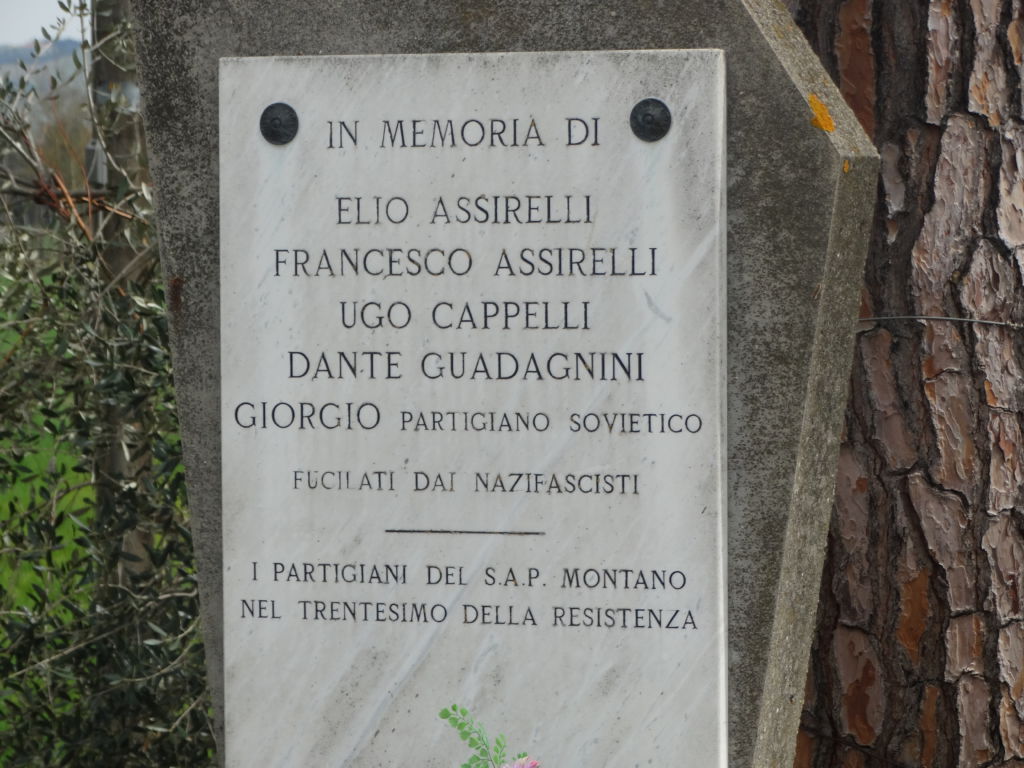 IN MEMORIA DI
ELIO ASSIRELLI
FRANCESCO ASSIRELLI
UGO CAPPELLI
DANTE GUADAGNINI
GIORGIO PARTIGIANO SOVIETICO
FUCILATI DAI NAZIFASCISTI
I PARTIGIANI DEL S.A.P. MONTANO
NEL TRENTESIMO DELLA RESISTENZA